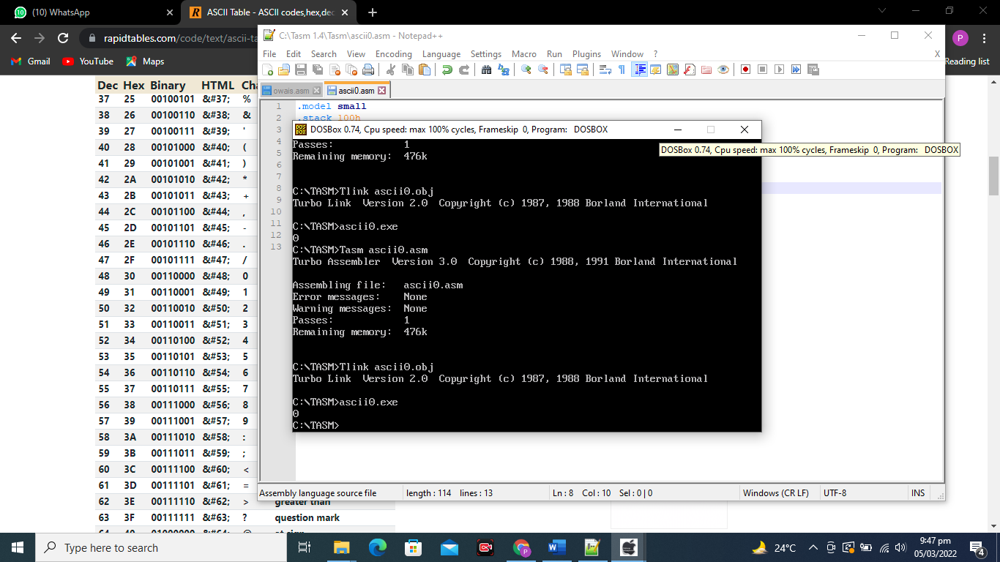 (10) WhatsApp
ASCII Table - ASCII codes,hex,dec
rapidtables.com/code/text/ascii-ta
Gmail YouTube Maps
Reading list
P
Dec Hex Binary HTML Cha
37 25 00100101 &#37; %
38 26 00100110 &#38; &
39 27 00100111 &#39; '
40 28 00101000 &#40; (
41 29 00101001 &#41; )
42 2A 00101010 &#42; *
43 2B 00101011 &#43; +
44 2C 00101100 &#44; ,
45 2D 00101101 &#45; -
46 2E 00101110 &#46; .
47 2F 00101111 &#47; /
48 30 00110000 &#48; 0
49 31 00110001 &#49; 1
50 32 00110010 &#50; 2
51 33 00110011 &#51; 3
52 34 00110100 &#52; 4
53 35 00110101 &#53; 5
54 36 00110110 &#54; 6
55 37 00110111 &#55; 7
56 38 00111000 &#56; 8
57 39 00111001 &#57; 9
58 3A 00111010 &#58; :
59 3B 00111011 &#59; ;
60 3C 00111100 &#60; <
61 3D 00111101 &#61; =
62 3E 00111110 &#62; > greater than
63 3F 00111111 &#63; ? question mark
64 40 01000000 &#64; @ at sign
C:\Tasm 1.4\Tasm\ascii0.asm - Notepad++
File Edit Search View Encoding Language Settings Macro Run Plugins Window ? X
owais.asm ascii0.asm
1 .model small
2 .stack 100h
3
4
5
6
7
8
9
10
11
12
13
DOSBox 0.74, Cpu speed: max 100% cycles, Frameskip 0, Program: DOSBOX
DOSBox 0.74, Cpu speed: max 100% cycles, Frameskip 0, Program: DOSBOX
Passes: 1
Remaining memory: 476k
C:\TASM>Tlink ascii0.obj
Turbo Link Version 2.0 Copyright (c) 1987, 1988 Borland International
C:\TASM>ascii0.exe
0
C:\TASM>Tasm ascii0.asm
Turbo Assembler Version 3.0 Copyright (c) 1988, 1991 Borland International
Assembling file: ascii0.asm
Error messages: None
Warning messages: None
Passes: 1
Remaining memory: 476k
C:\TASM>Tlink ascii0.obj
Turbo Link Version 2.0 Copyright (c) 1987, 1988 Borland International
C:\TASM>ascii0.exe
0
C:\TASM>
Assembly language source file length : 114 lines : 13 Ln : 8 Col : 10 Sel : 0 | 0 Windows (CR LF) UTF-8 INS
Type here to search
24°C
9:47 pm
05/03/2022
4